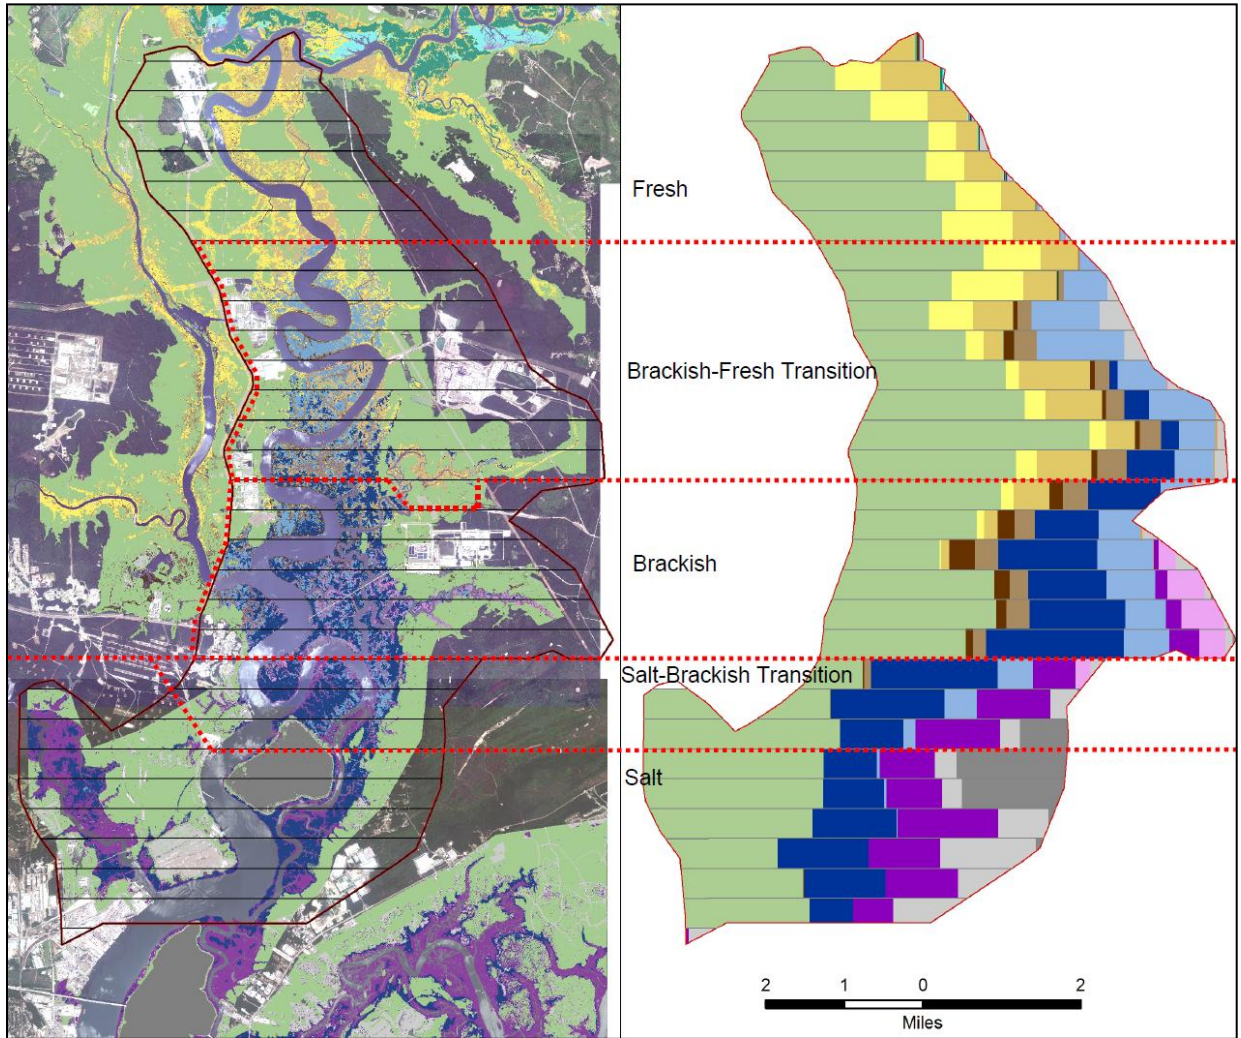 Fresh
Brackish-Fresh Transition
Brackish
Salt-Brackish Transition
Salt
2 1 0 2
Miles